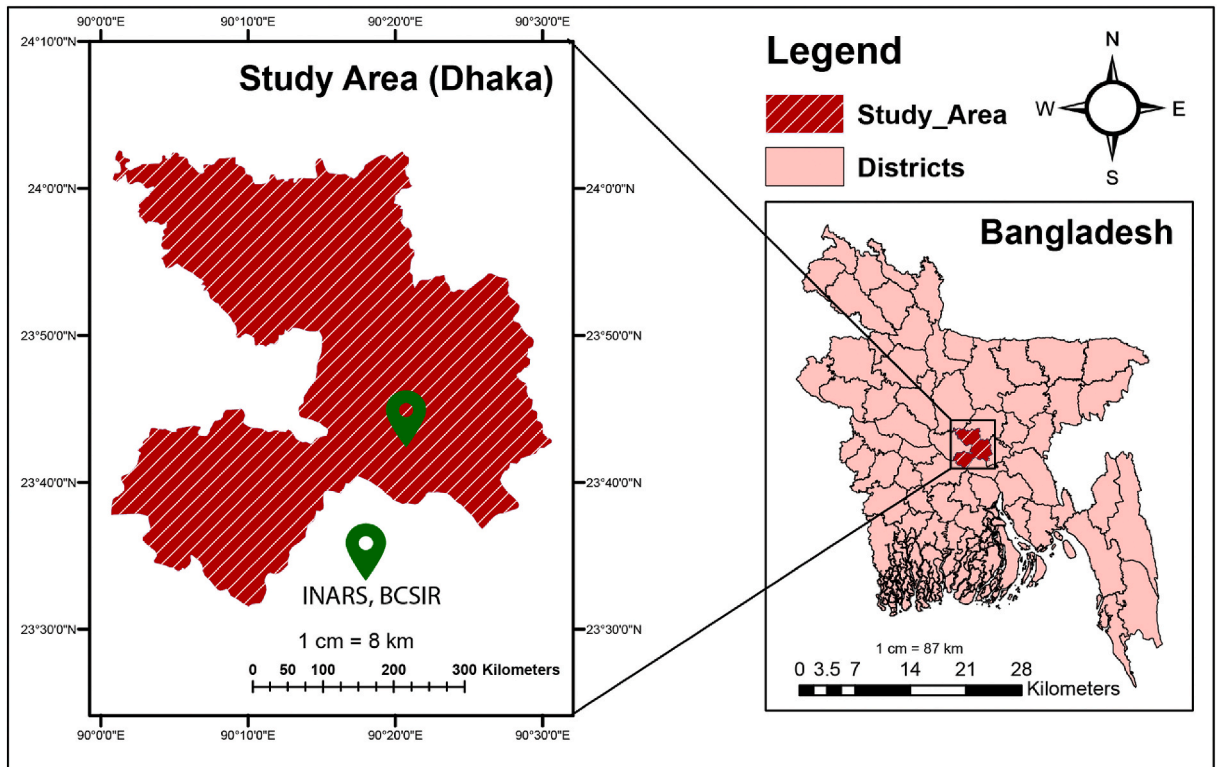 90°0'0"E 90°10'0"E 90°20'0"E 90°30'0"E
24°10'0"N
Study Area (Dhaka)
24°0'0"N 24°0'0"N
23°50'0"N 23°50'0"N
23°40'0"N 23°40'0"N
INARS, BCSIR
23°30'0"N 23°30'0"N
1 cm = 8 km
0 50 100 200 300 Kilometers
90°0'0"E 90°10'0"E 90°20'0"E 90°30'0"E
Legend
Study_Area
Districts
N
W E
S
Bangladesh
1 cm = 87 km
0 3.5 7 14 21 28
Kilometers